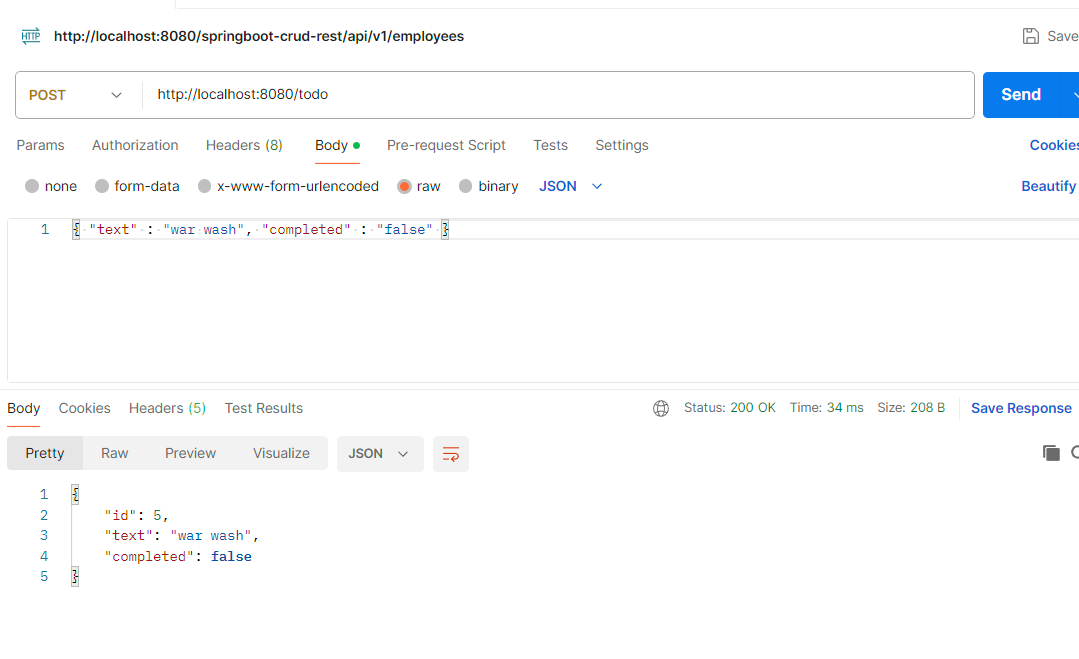 HTTP http://localhost:8080/springboot-crud-rest/api/v1/employees Save
POST http://localhost:8080/todo Send
Params Authorization Headers (8) Body Pre-request Script Tests Settings Cookies
none form-data x-www-form-urlencoded raw binary JSON Beautify
1 { "text" : "war wash", "completed" : "false" }
Body Cookies Headers (5) Test Results Status: 200 OK Time: 34 ms Size: 208 B Save Response
Pretty Raw Preview Visualize JSON
1 {
2 "id": 5,
3 "text": "war wash",
4 "completed": false
5 }